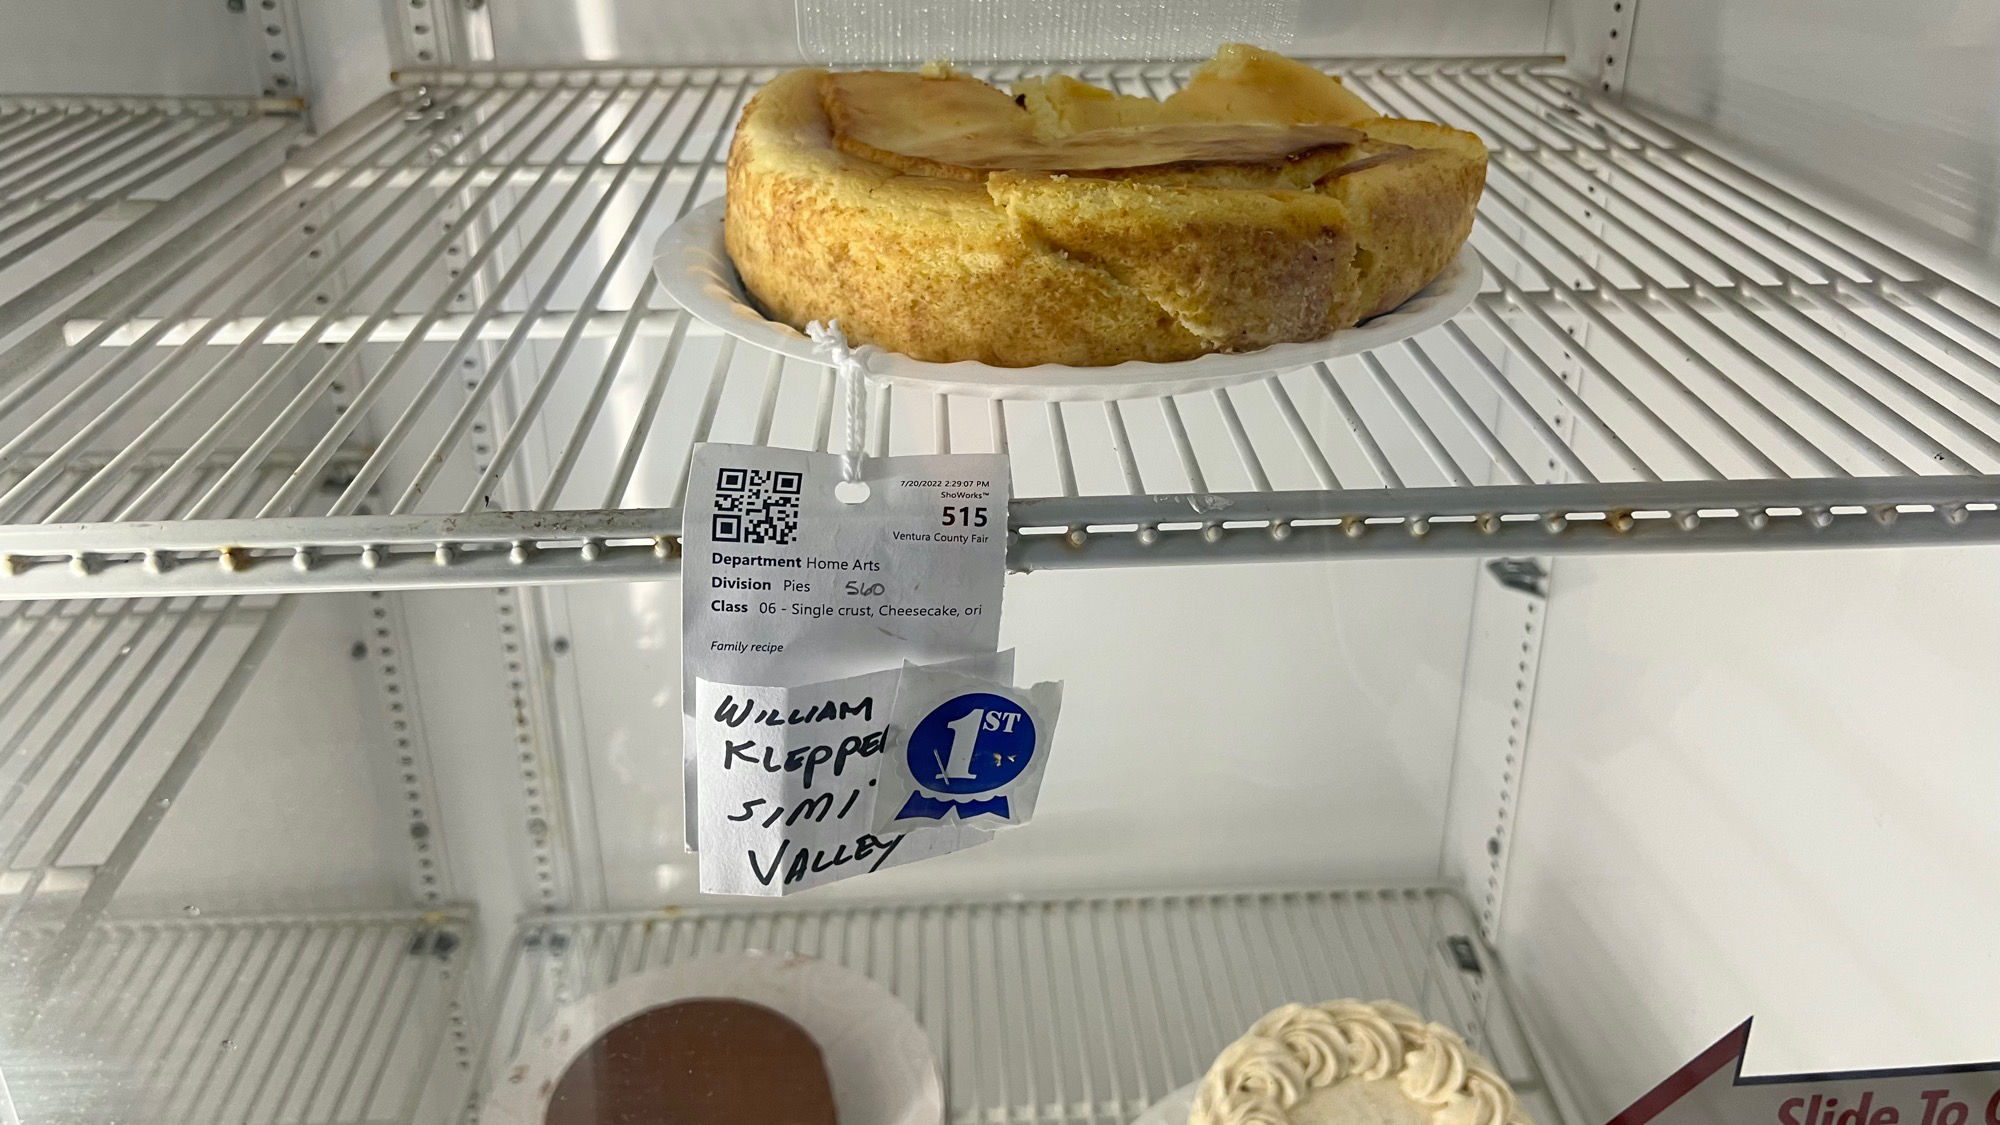 7/20/2022 2:29:07 PM
ShoWorks™
515
Ventura County Fair
Department Home Arts
Division Pies 560
Class 06 - Single crust, Cheesecake, ori
Family recipe
WILLIAM
KLEPPE
SIMI
VALLEY
1ST
Slide To